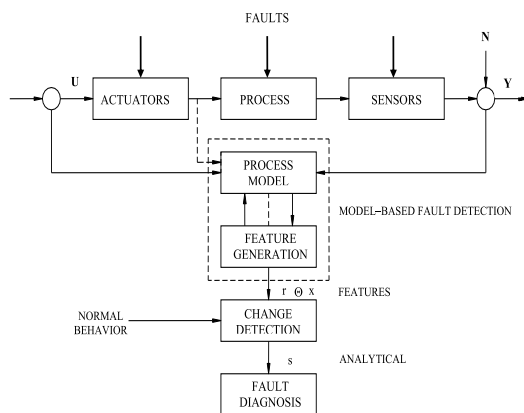 FAULTS
N
U
Y
ACTUATORS
PROCESS
SENSORS
PROCESS
MODEL
MODEL-BASED FAULT DETECTION
FEATURE
GENERATION
r Θ x
FEATURES
NORMAL
BEHAVIOR
CHANGE
DETECTION
s
ANALYTICAL
FAULT
DIAGNOSIS